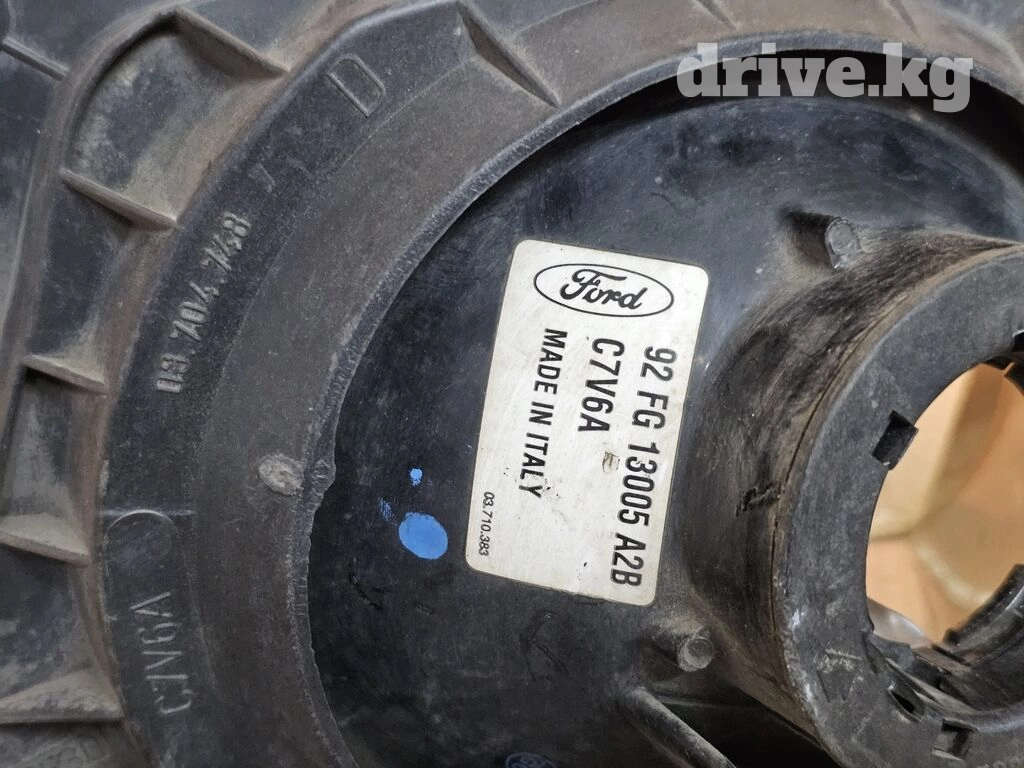 drive.kg
D
03.704.748
Ford
92 FG 13005 A2B
C7V6A
MADE IN ITALY
03.710.383
C7V6A